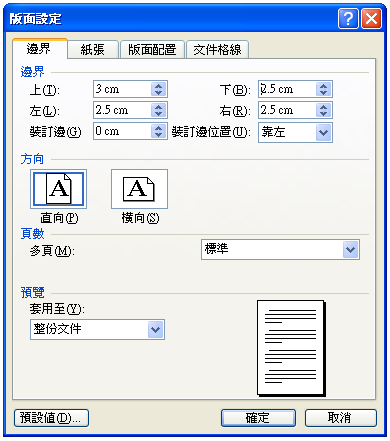 版面設定
邊界 紙張 版面配置 文件格線
邊界
上(T): 3 cm 下(B): 2.5 cm
左(L): 2.5 cm 右(R): 2.5 cm
裝訂邊(G) 0 cm 裝訂邊位置(U): 靠左
方向
A A
直向(P) 橫向(S)
頁數
多頁(M): 標準
預覽
套用至(Y):
整份文件
預設值(D)... 確定 取消